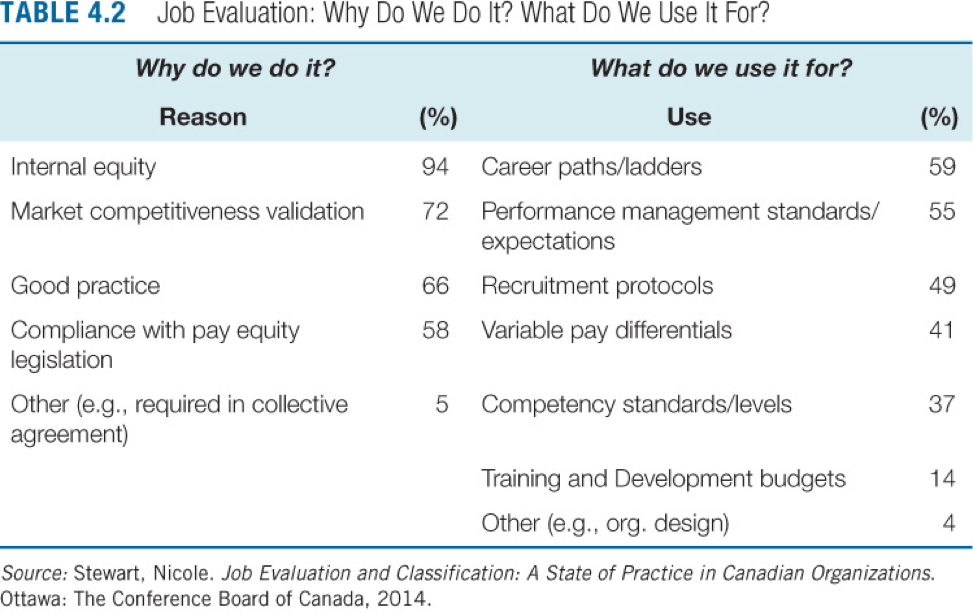 TABLE 4.2 Job Evaluation: Why Do We Do It? What Do We Use It For?
Why do we do it? What do we use it for?
Reason (%) Use (%)
Internal equity 94 Career paths/ladders 59
Market competitiveness validation 72 Performance management standards/ 55
expectations
Good practice 66 Recruitment protocols 49
Compliance with pay equity 58 Variable pay differentials 41
legislation
Other (e.g., required in collective 5 Competency standards/levels 37
agreement)
Training and Development budgets 14
Other (e.g., org. design) 4
Source: Stewart, Nicole. Job Evaluation and Classification: A State of Practice in Canadian Organizations.
Ottawa: The Conference Board of Canada, 2014.